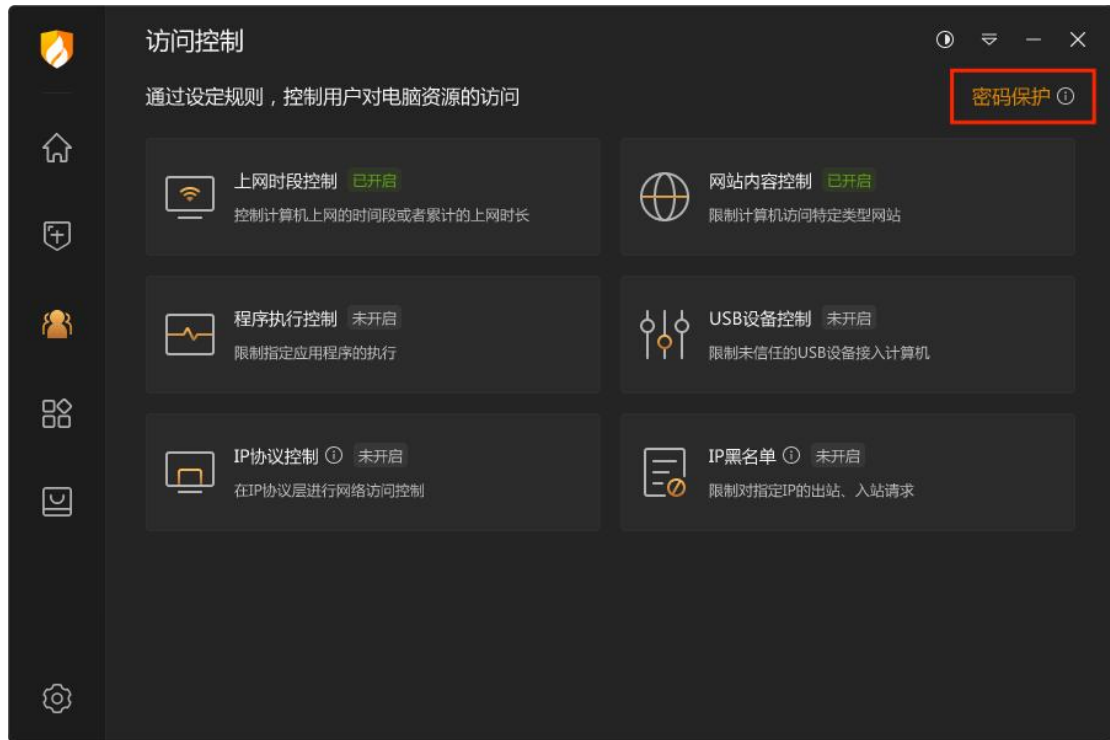 访问控制
通过设定规则，控制用户对电脑资源的访问
密码保护
上网时段控制 已开启
控制计算机上网的时间段或者累计的上网时长
网站内容控制 已开启
限制计算机访问特定类型网站
程序执行控制 未开启
限制指定应用程序的执行
USB设备控制 未开启
限制未信任的USB设备接入计算机
IP协议控制 未开启
在IP协议层进行网络访问控制
IP黑名单 未开启
限制对指定IP的出站、入站请求